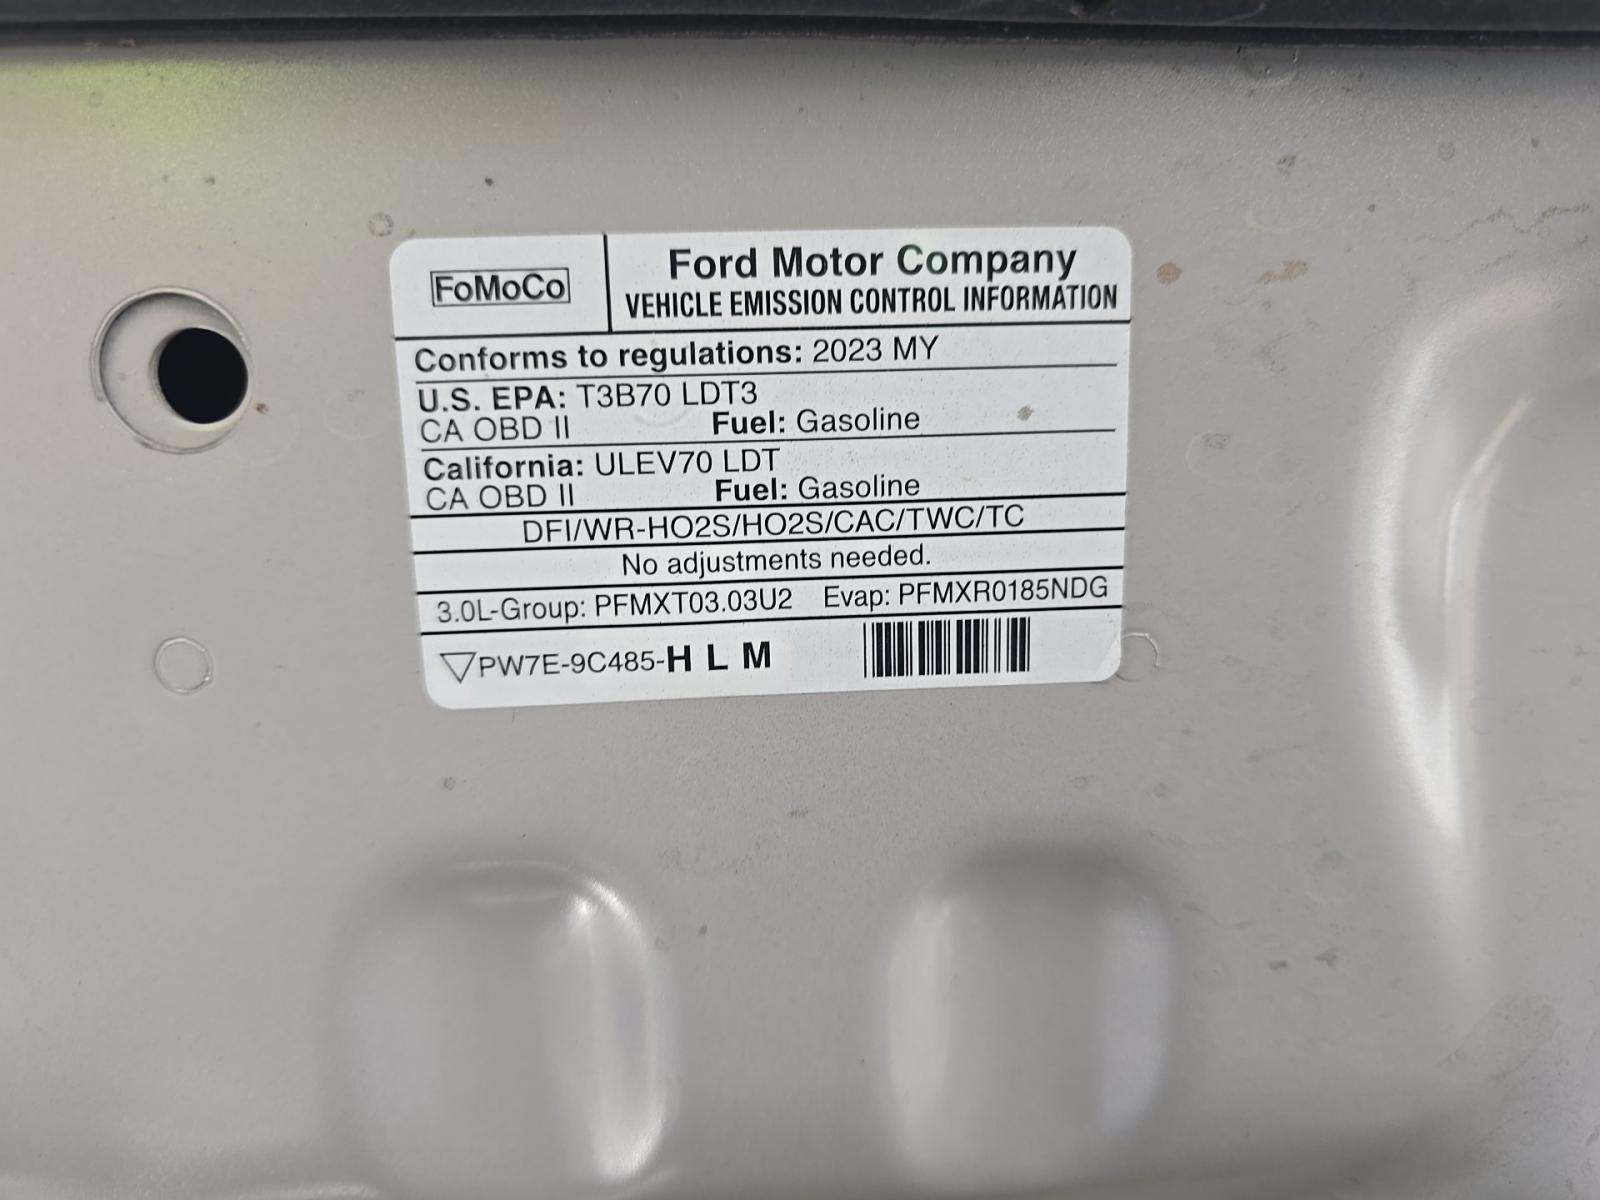 FoMoCo
Ford Motor Company
VEHICLE EMISSION CONTROL INFORMATION
Conforms to regulations: 2023 MY
U.S. EPA: T3B70 LDT3
CA OBD II Fuel: Gasoline
California: ULEV70 LDT
CA OBD II Fuel: Gasoline
DFI/WR-HO2S/HO2S/CAC/TWC/TC
No adjustments needed.
3.0L-Group: PFMXT03.03U2 Evap: PFMXR0185NDG
PW7E-9C485-H L M